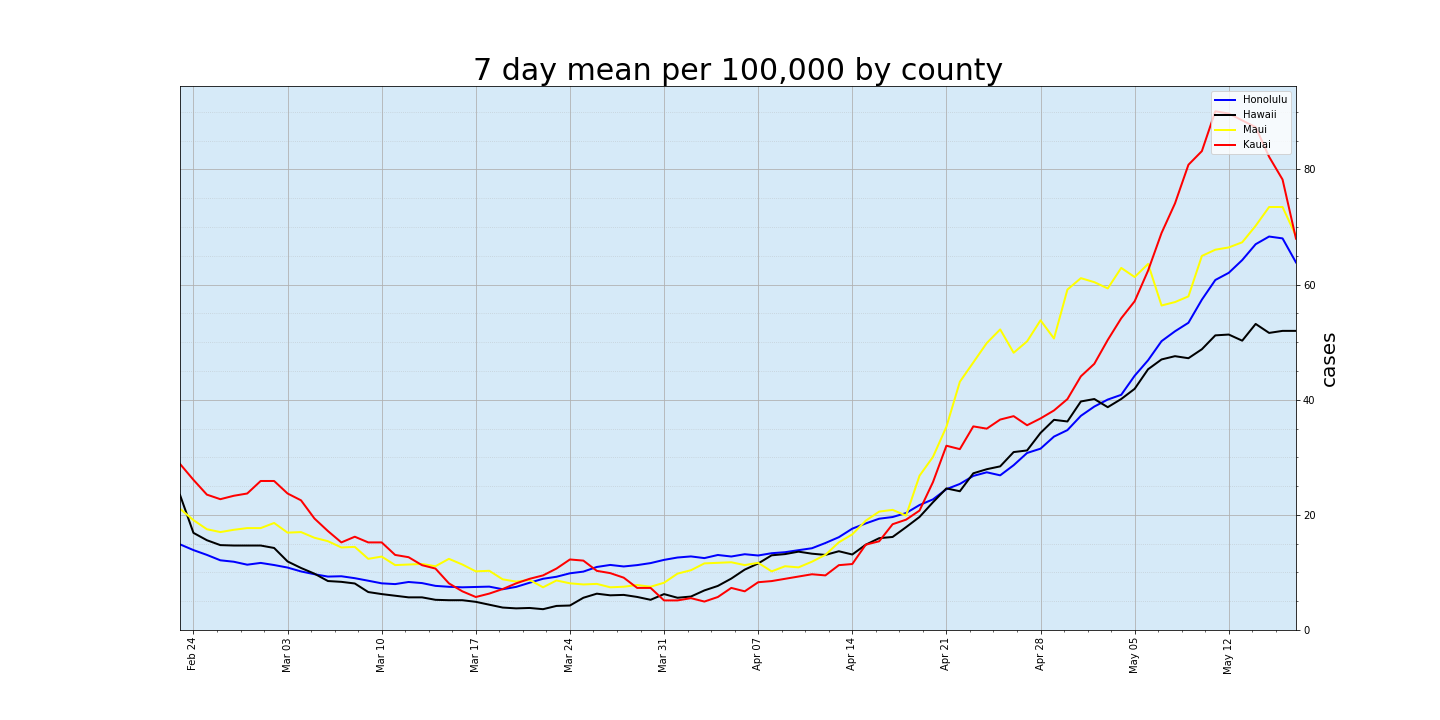 7 day mean per 100,000 by county
Honolulu
Hawaii
Maui
Kauai
80
60
cases
40
20
0
Feb 24
Mar 03
Mar 10
Mar 17
Mar 24
Mar 31
Apr 07
Apr 14
Apr 21
Apr 28
May 05
May 12